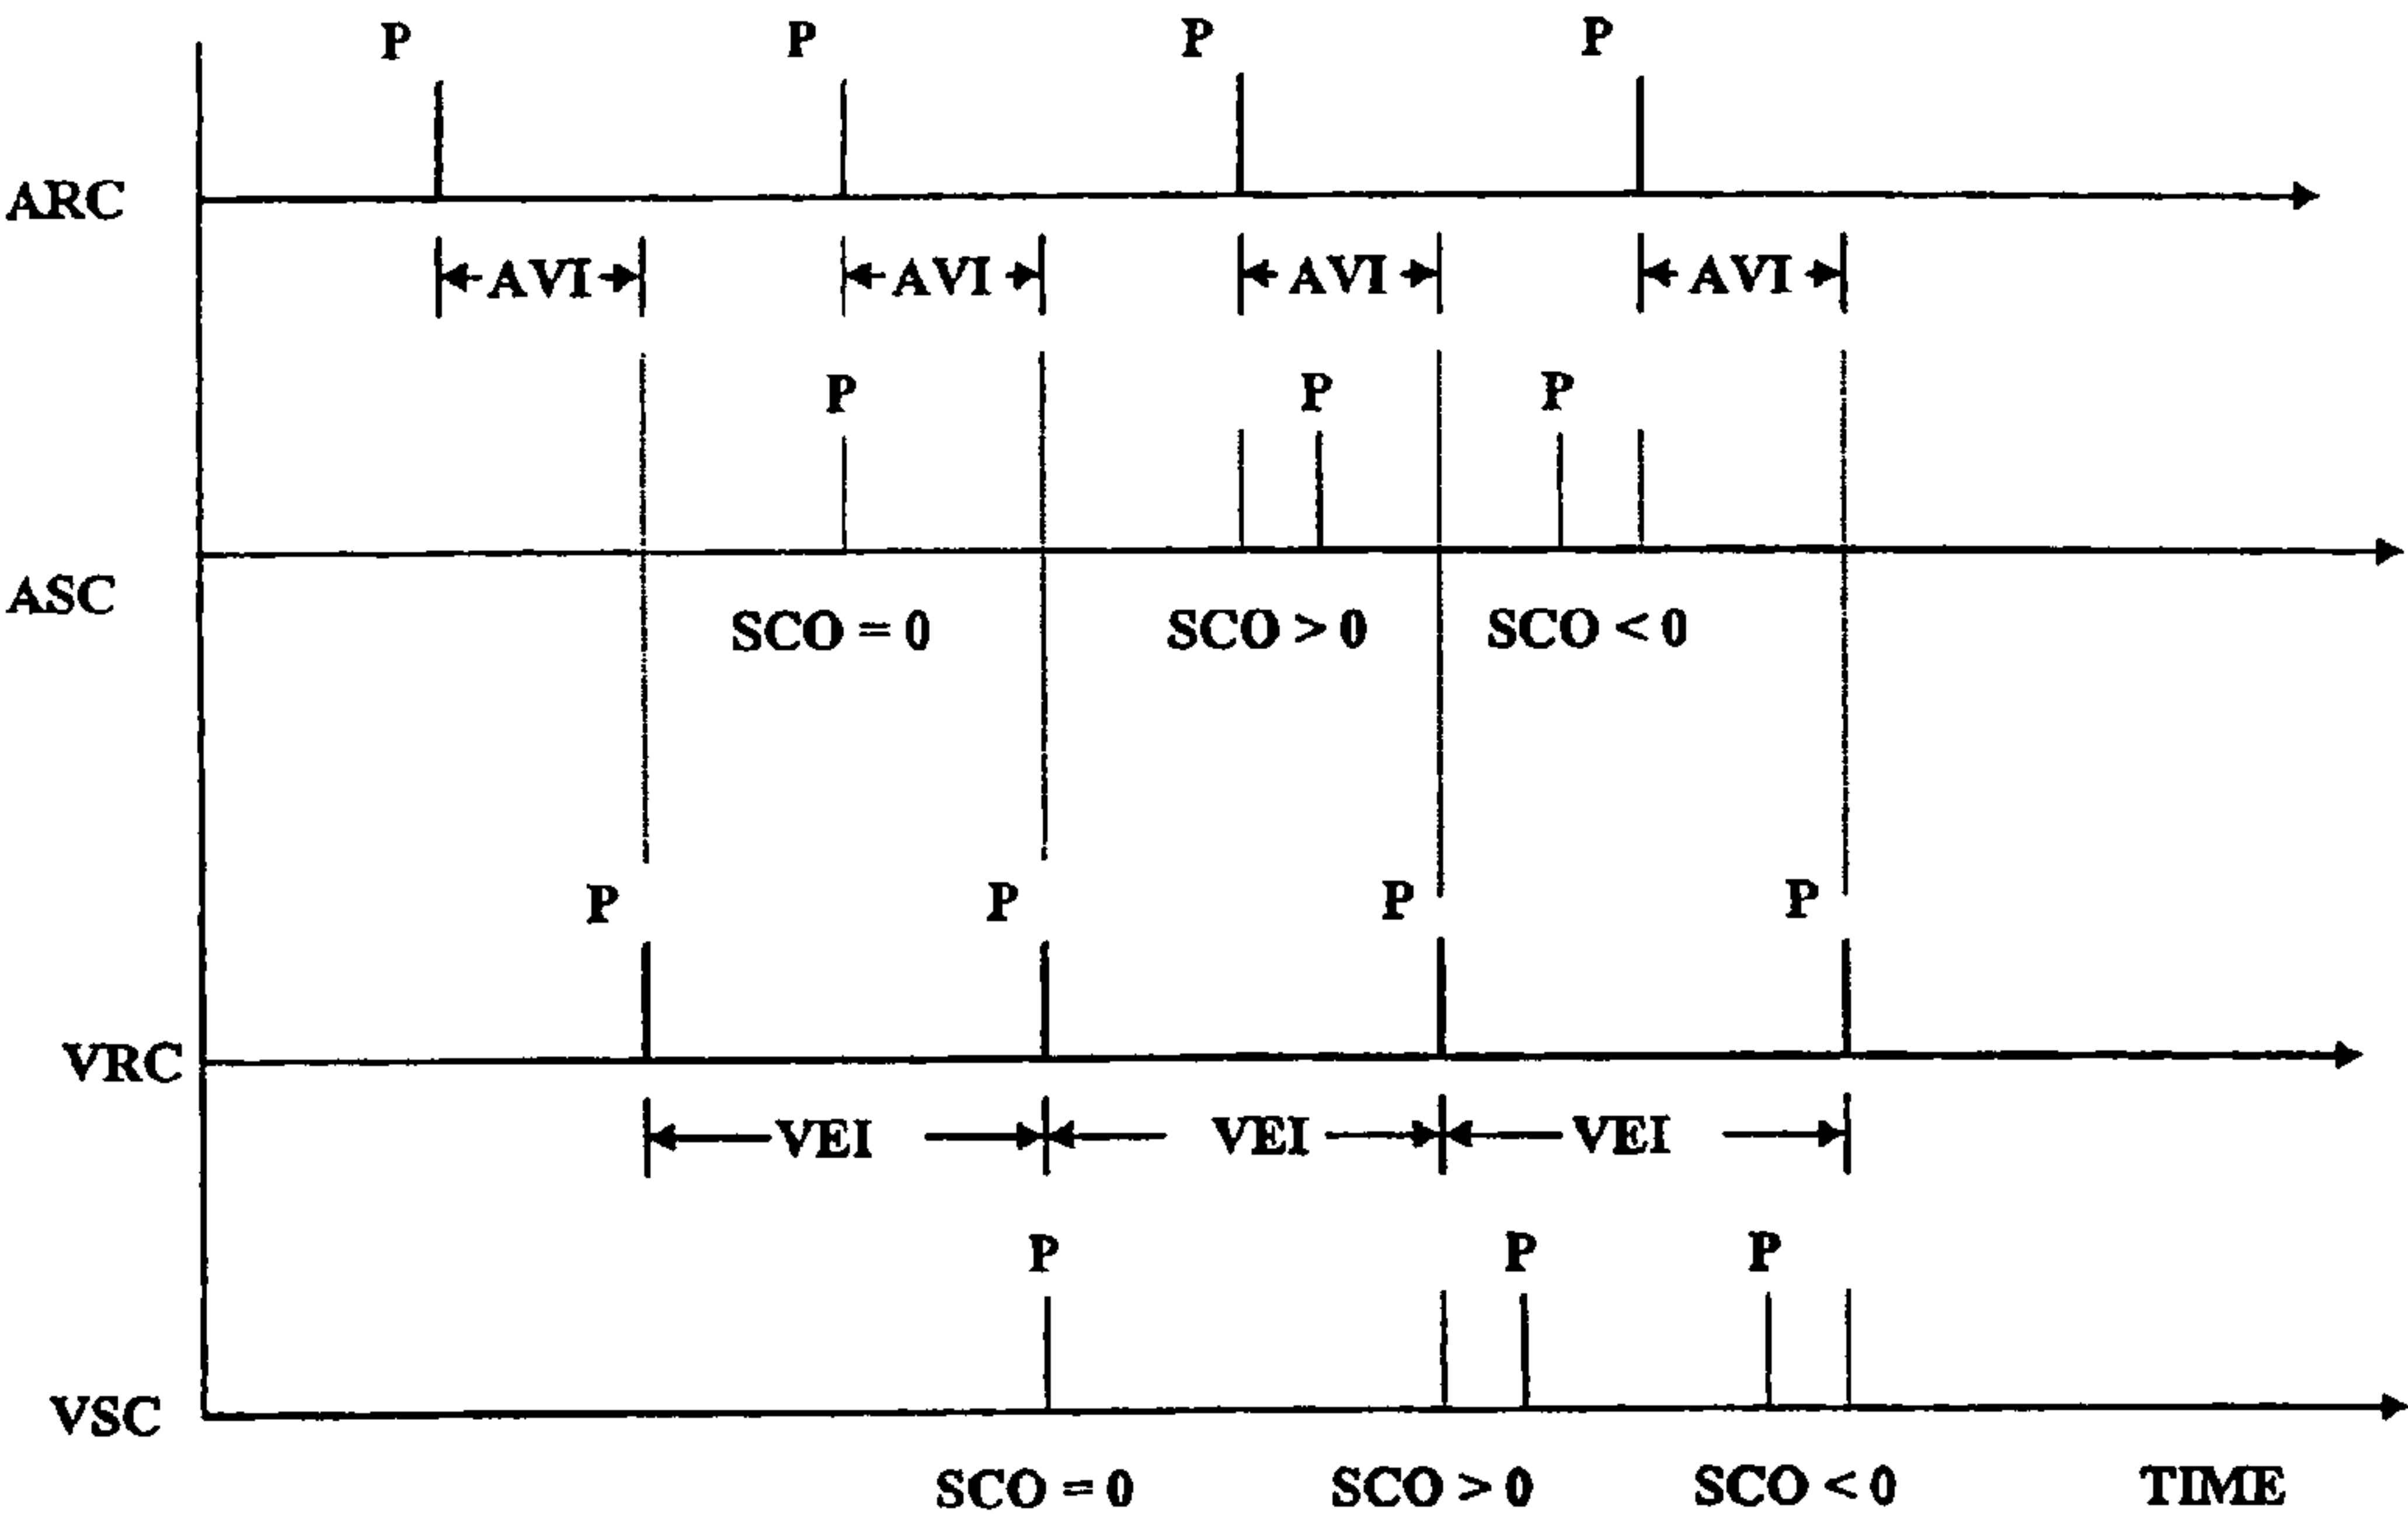 P P P P
ARC
AVI AVI AVI AVI
P P P
ASC
SCO = 0 SCO > 0 SCO < 0
P P P P
VRC
VEI VEI VEI
P P P
VSC
SCO = 0 SCO > 0 SCO < 0 TIME